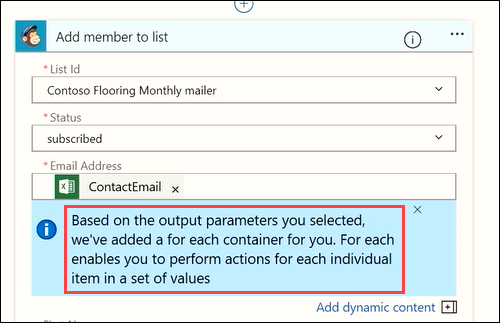 Add member to list
* List Id
Contoso Flooring Monthly mailer
* Status
subscribed
* Email Address
ContactEmail x
Based on the output parameters you selected,
we've added a for each container for you. For each
enables you to perform actions for each individual
item in a set of values
Add dynamic content